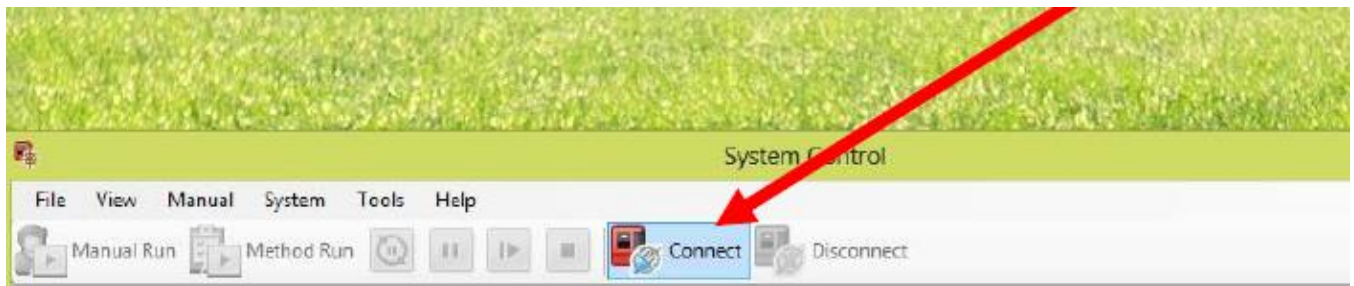 System Control
File View Manual System Tools Help
Manual Run Method Run Connect Disconnect